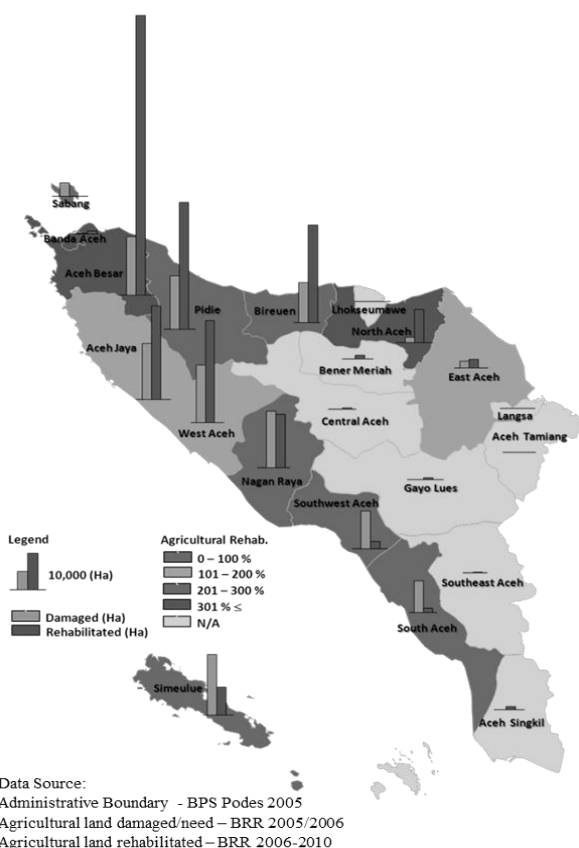 Sabang
Banda Aceh
Aceh Besar
Pidie
Bireuen
Lhokseumawe
North Aceh
Aceh Jaya
Bener Meriah
East Aceh
Langsa
Central Aceh
Aceh Tamiang
West Aceh
Nagan Raya
Gayo Lues
Southwest Aceh
Southeast Aceh
South Aceh
Simeulue
Aceh Singkil
Legend
10,000 (Ha)
Damaged (Ha)
Rehabilitated (Ha)
Agricultural Rehab.
0 – 100 %
101 – 200 %
201 – 300 %
301 % ≤
N/A
Data Source:
Administrative Boundary - BPS Podes 2005
Agricultural land damaged/need – BRR 2005/2006
Agricultural land rehabilitated – BRR 2006-2010